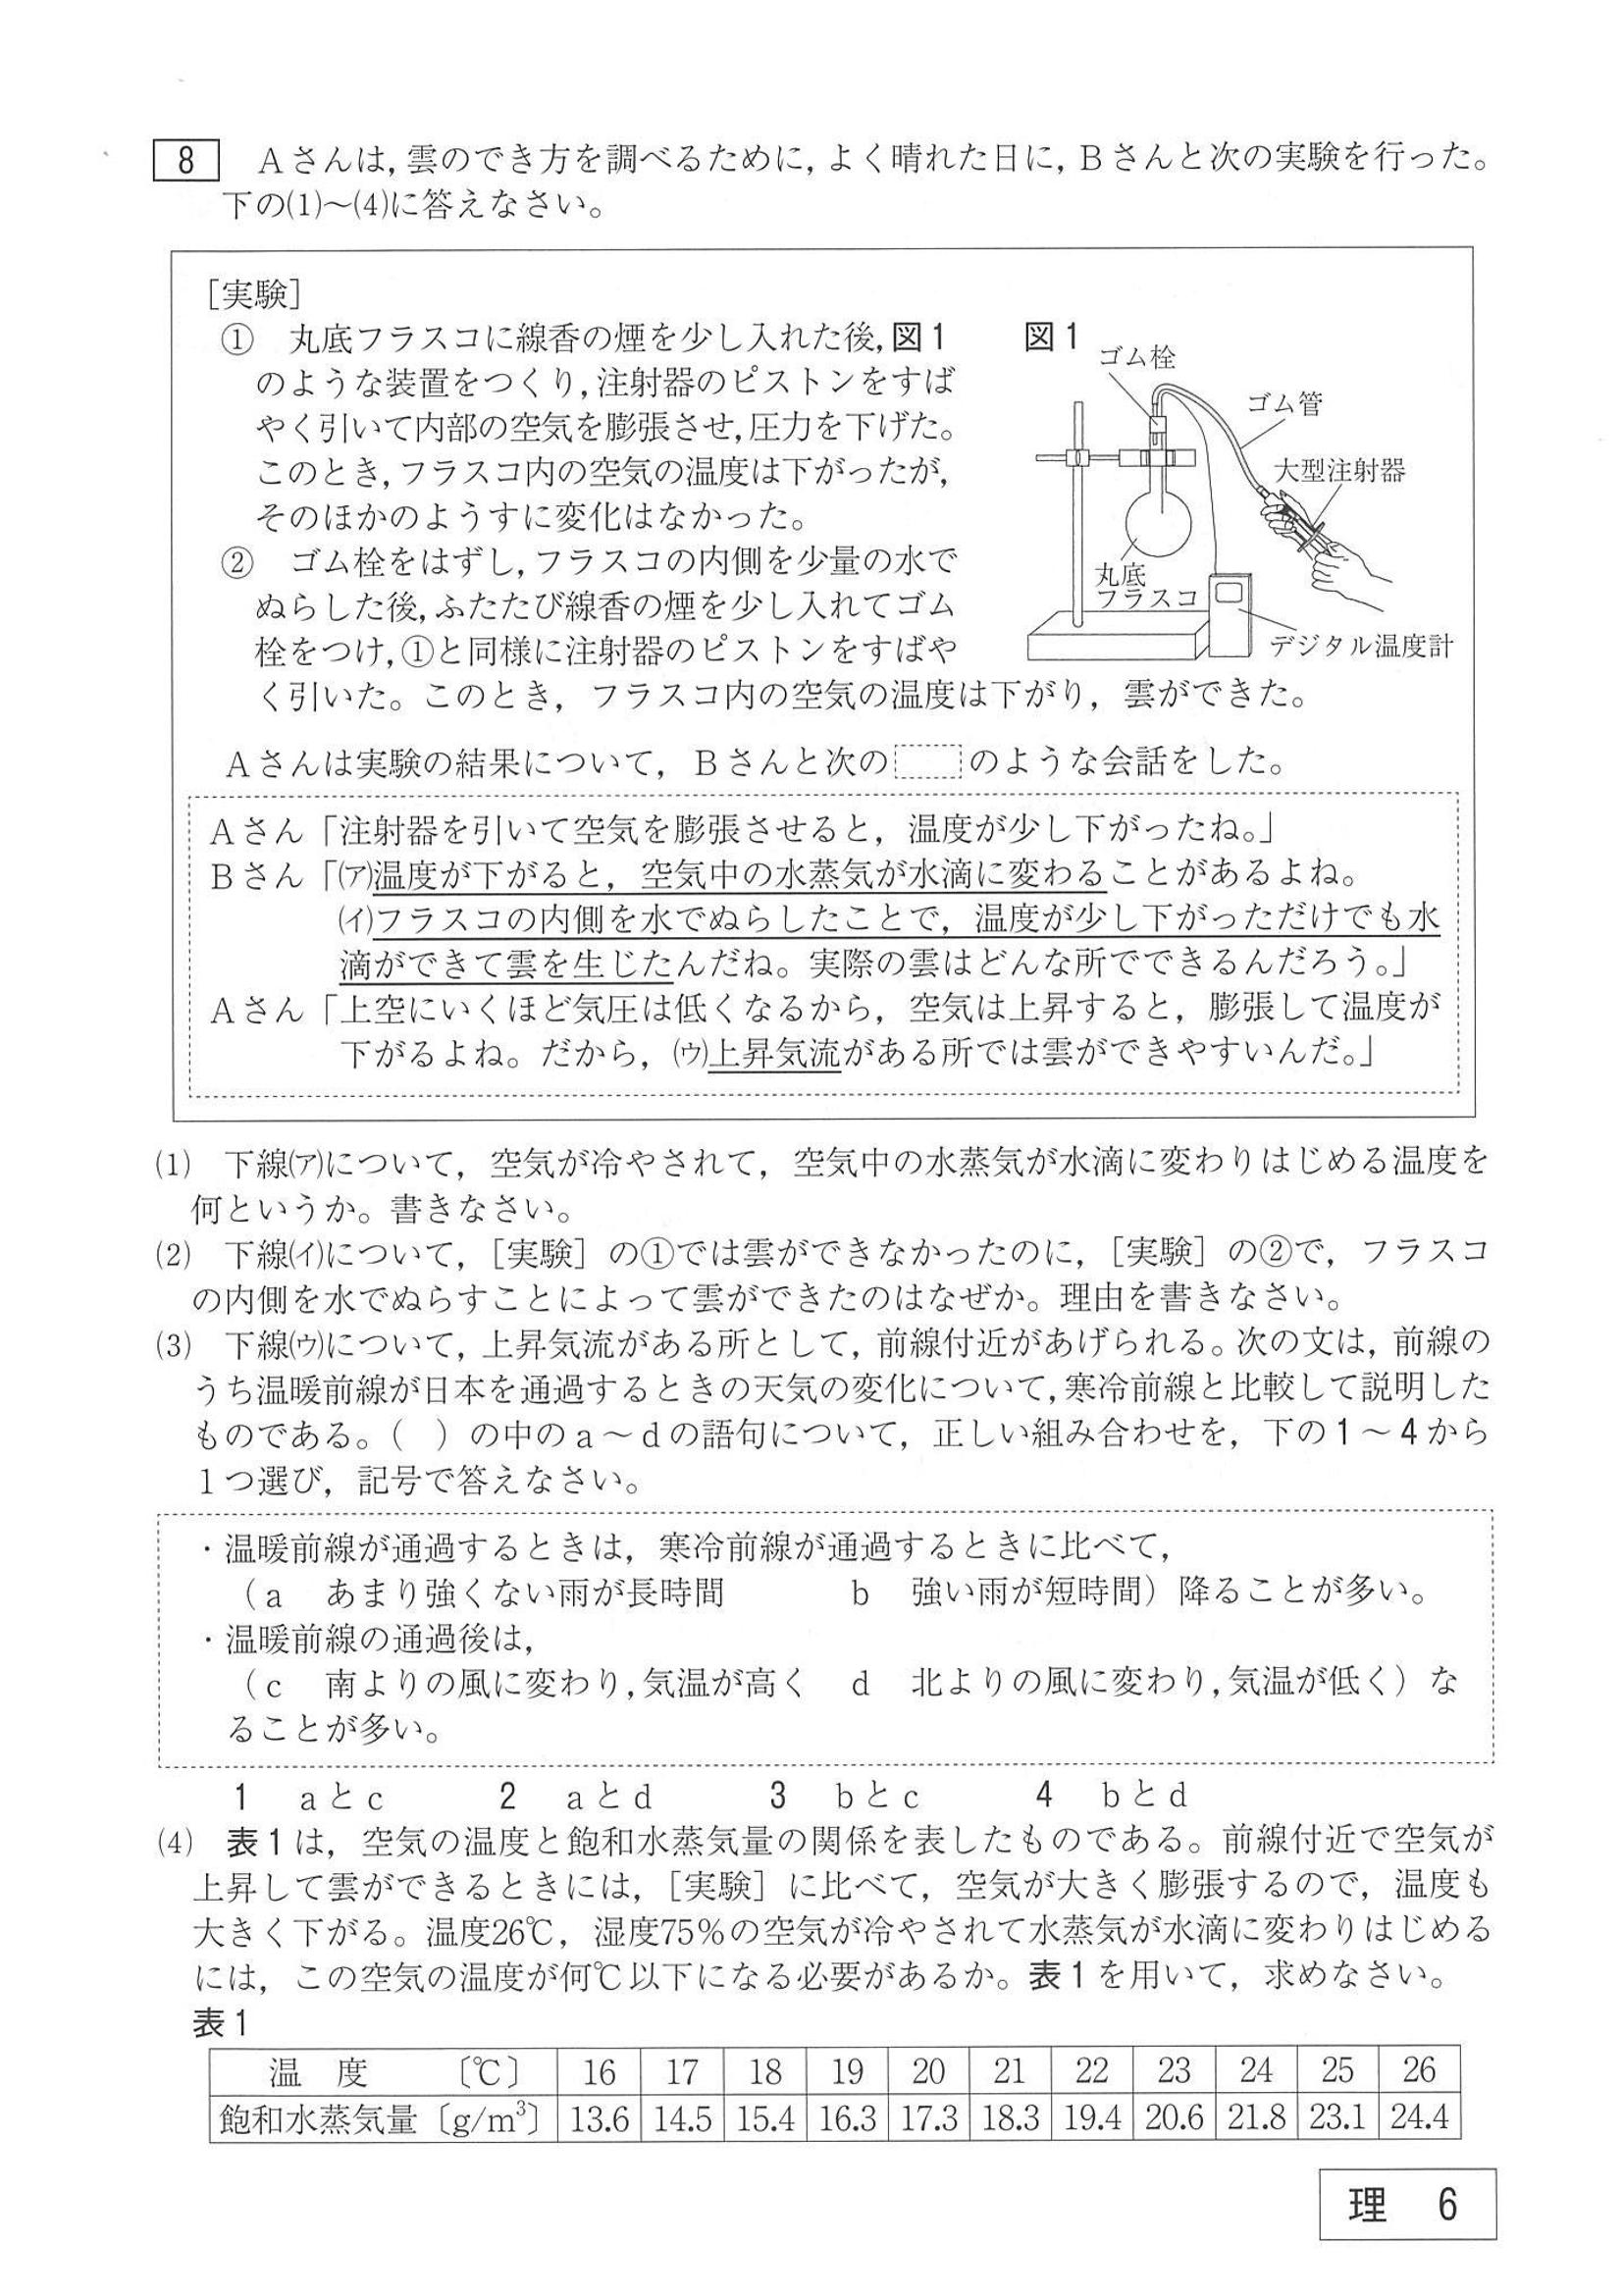 8 Aさんは，雲のでき方を調べるために，よく晴れた日に，Bさんと次の実験を行った。
下の⑴～⑷に答えなさい。
［実験］
① 丸底フラスコに線香の煙を少し入れた後，図1
のような装置をつくり，注射器のピストンをすば
やく引いて内部の空気を膨張させ，圧力を下げた。
このとき，フラスコ内の空気の温度は下がったが，
そのほかのようすに変化はなかった。
② ゴム栓をはずし，フラスコの内側を少量の水で
ぬらした後，ふたたび線香の煙を少し入れてゴム
栓をつけ，①と同様に注射器のピストンをすばや
く引いた。このとき，フラスコ内の空気の温度は下がり，雲ができた。
図1
ゴム栓
ゴム管
大型注射器
丸底
フラスコ
デジタル温度計
Aさんは実験の結果について，Bさんと次の　　のような会話をした。
Aさん「注射器を引いて空気を膨張させると，温度が少し下がったね。」
Bさん「(ア)温度が下がると，空気中の水蒸気が水滴に変わることがあるよね。
(イ)フラスコの内側を水でぬらしたことで，温度が少し下がっただけでも水
滴ができて雲を生じたんだね。実際の雲はどんな所でできるんだろう。」
Aさん「上空にいくほど気圧は低くなるから，空気は上昇すると，膨張して温度が
下がるよね。だから，(ウ)上昇気流がある所では雲ができやすいんだ。」
⑴ 下線(ア)について，空気が冷やされて，空気中の水蒸気が水滴に変わりはじめる温度を
何というか。書きなさい。
⑵ 下線(イ)について，［実験］の①では雲ができなかったのに，［実験］の②で，フラスコ
の内側を水でぬらすことによって雲ができたのはなぜか。理由を書きなさい。
⑶ 下線(ウ)について，上昇気流がある所として，前線付近があげられる。次の文は，前線の
うち温暖前線が日本を通過するときの天気の変化について，寒冷前線と比較して説明した
ものである。（　）の中のa～dの語句について，正しい組み合わせを，下の1～4から
1つ選び，記号で答えなさい。
・温暖前線が通過するときは，寒冷前線が通過するときに比べて，
（a あまり強くない雨が長時間 b 強い雨が短時間）降ることが多い。
・温暖前線の通過後は，
（c 南よりの風に変わり，気温が高く d 北よりの風に変わり，気温が低く）な
ることが多い。
1 aとc 2 aとd 3 bとc 4 bとd
⑷ 表1は，空気の温度と飽和水蒸気量の関係を表したものである。前線付近で空気が
上昇して雲ができるときには，［実験］に比べて，空気が大きく膨張するので，温度も
大きく下がる。温度26℃，湿度75％の空気が冷やされて水蒸気が水滴に変わりはじめる
には，この空気の温度が何℃以下になる必要があるか。表1を用いて，求めなさい。
表1
温度〔℃〕 16 17 18 19 20 21 22 23 24 25 26
飽和水蒸気量〔g/m³〕 13.6 14.5 15.4 16.3 17.3 18.3 19.4 20.6 21.8 23.1 24.4
理 6